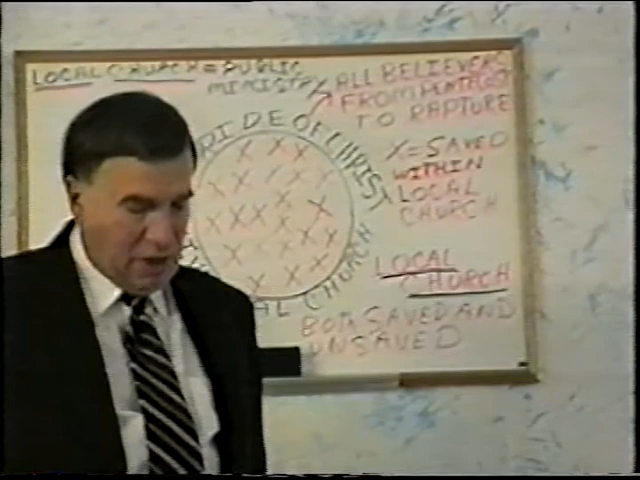 LOCAL CHURCH = PUBLIC
MINISTRY
ALL BELIEVERS
FROM PENTECOST
TO RAPTURE
RIDE OF CHRIST
X = SAVED
WITHIN
LOCAL
CHURCH
AL CHURCH
LOCAL
CHURCH
BOTH SAVED AND
UNSAVED